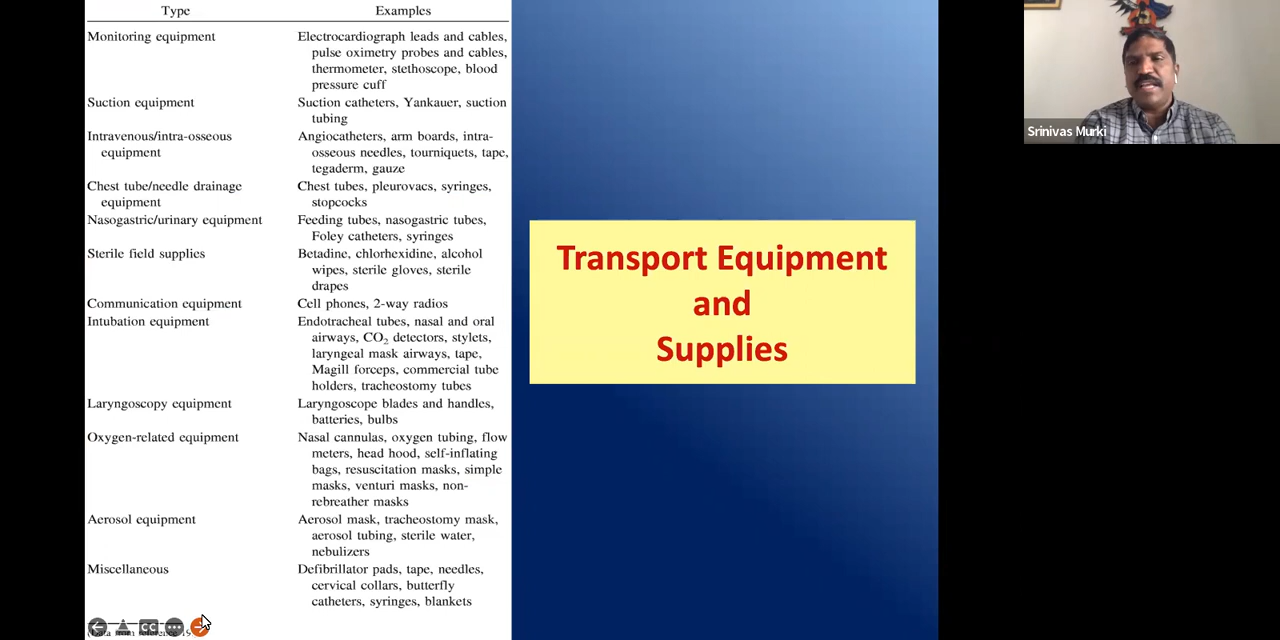 Type Examples
Monitoring equipment Electrocardiograph leads and cables,
pulse oximetry probes and cables,
thermometer, stethoscope, blood
pressure cuff
Suction equipment Suction catheters, Yankauer, suction
tubing
Intravenous/intra-osseous Angiocatheters, arm boards, intra-
equipment osseous needles, tourniquets, tape,
tegaderm, gauze
Chest tube/needle drainage Chest tubes, pleurovacs, syringes,
equipment stopcocks
Nasogastric/urinary equipment Feeding tubes, nasogastric tubes,
Foley catheters, syringes
Sterile field supplies Betadine, chlorhexidine, alcohol
wipes, sterile gloves, sterile
drapes
Communication equipment Cell phones, 2-way radios
Intubation equipment Endotracheal tubes, nasal and oral
airways, CO₂ detectors, stylets,
laryngeal mask airways, tape,
Magill forceps, commercial tube
holders, tracheostomy tubes
Laryngoscopy equipment Laryngoscope blades and handles,
batteries, bulbs
Oxygen-related equipment Nasal cannulas, oxygen tubing, flow
meters, head hood, self-inflating
bags, resuscitation masks, simple
masks, venturi masks, non-
rebreather masks
Aerosol equipment Aerosol mask, tracheostomy mask,
aerosol tubing, sterile water,
nebulizers
Miscellaneous Defibrillator pads, tape, needles,
cervical collars, butterfly
catheters, syringes, blankets
CC
(Data from reference
Transport Equipment
and
Supplies
Srinivas Murki